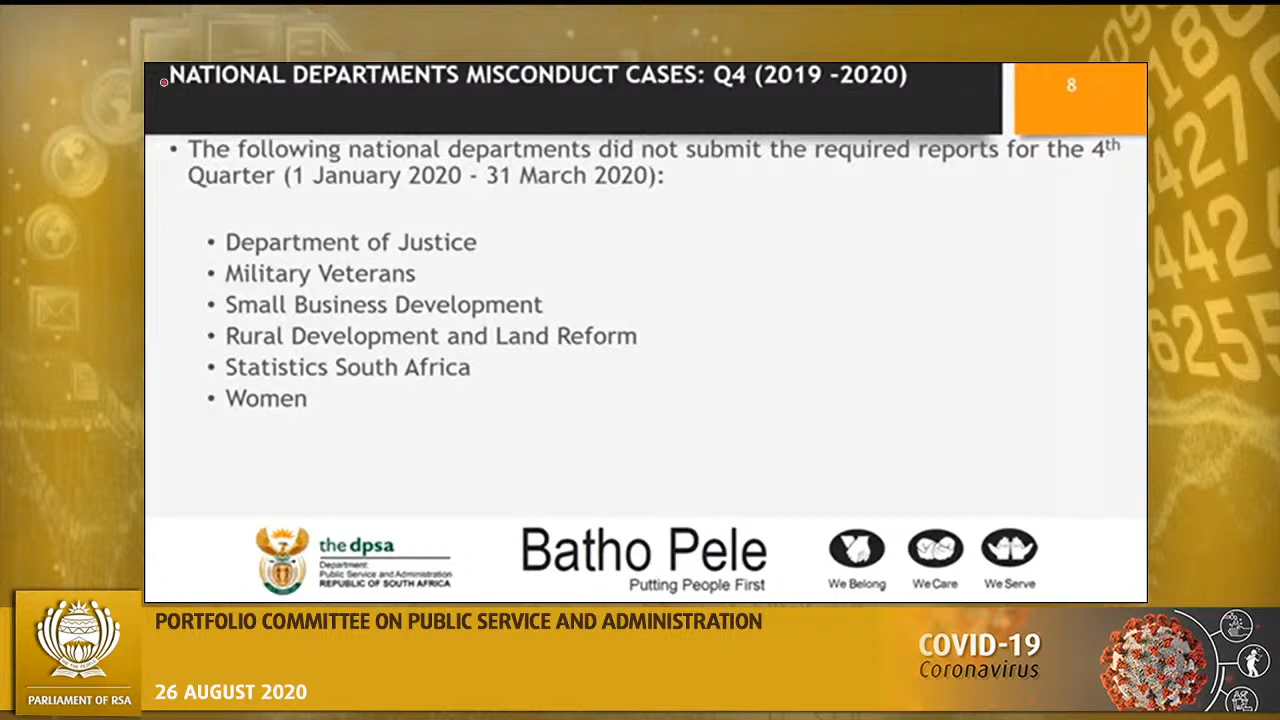 NATIONAL DEPARTMENTS MISCONDUCT CASES: Q4 (2019 -2020)
8
• The following national departments did not submit the required reports for the 4th
Quarter (1 January 2020 - 31 March 2020):
• Department of Justice
• Military Veterans
• Small Business Development
• Rural Development and Land Reform
• Statistics South Africa
• Women
the dpsa
Department:
Public Service and Administration
REPUBLIC OF SOUTH AFRICA
Batho Pele
Putting People First
We Belong
We Care
We Serve
PORTFOLIO COMMITTEE ON PUBLIC SERVICE AND ADMINISTRATION
COVID-19
Coronavirus
PARLIAMENT OF RSA
26 AUGUST 2020